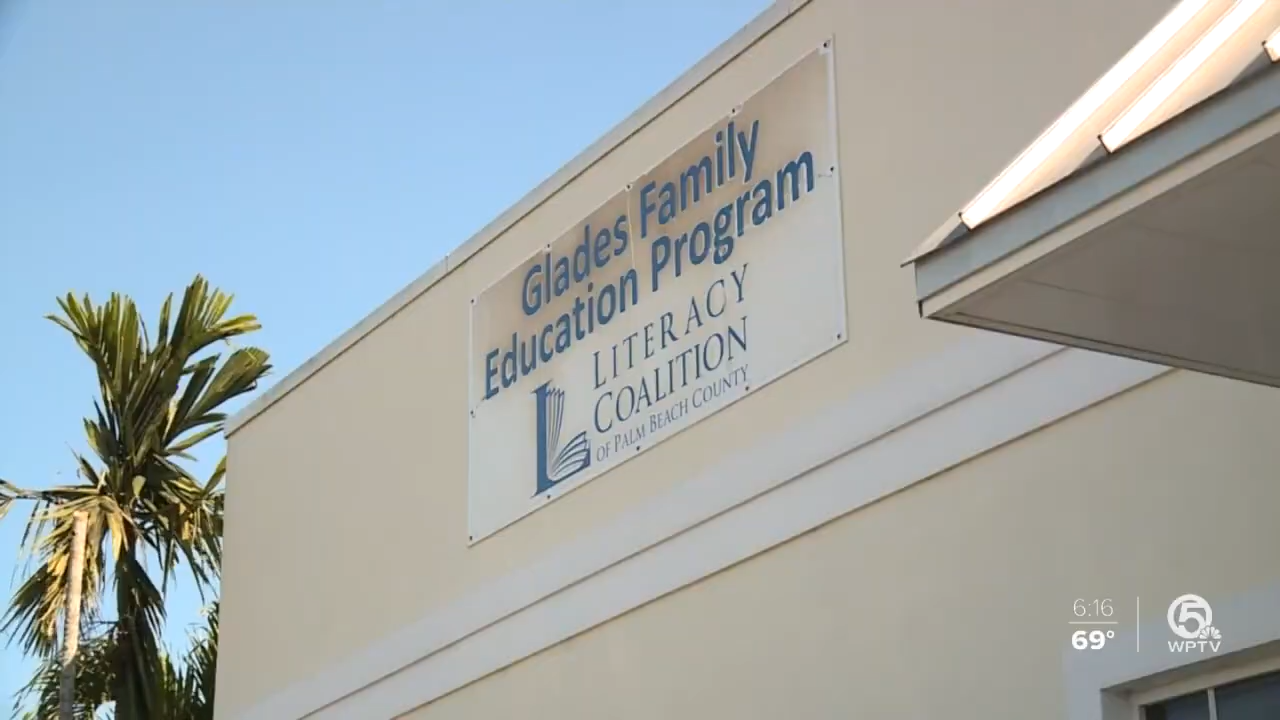 Glades Family
Education Program
LITERACY
COALITION
OF PALM BEACH COUNTY
6:16
69°
5
WPTV